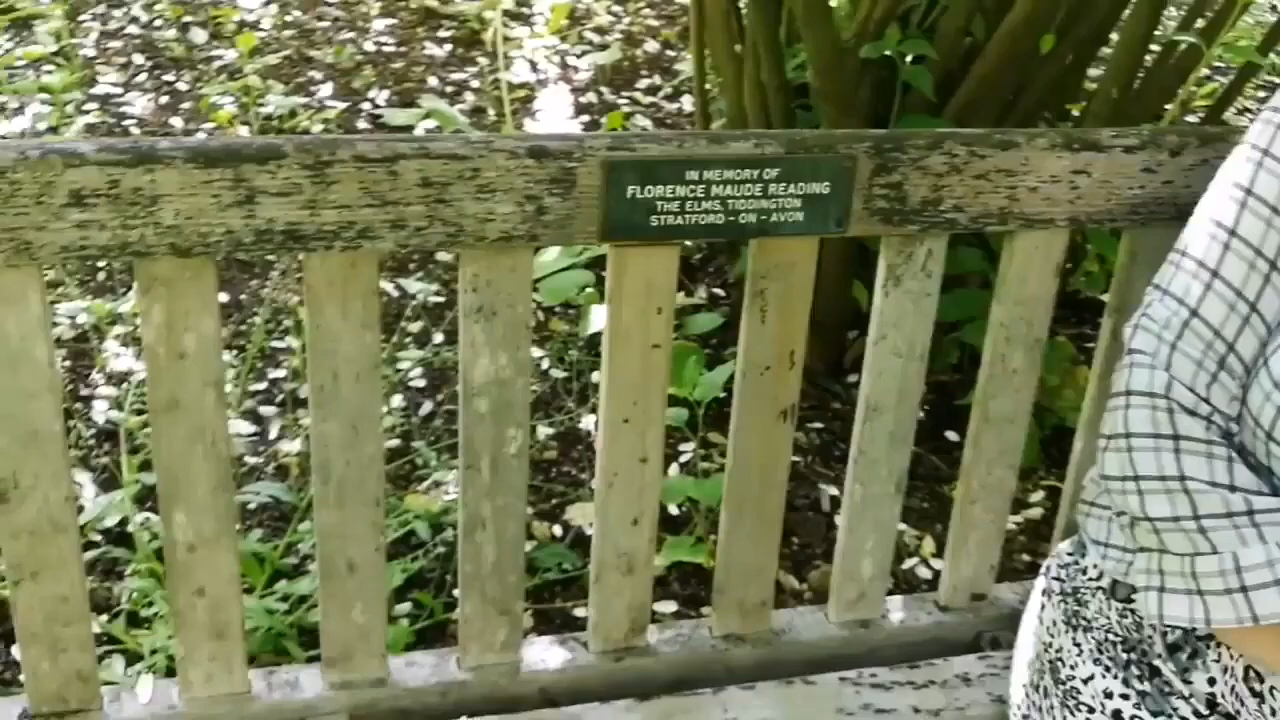 IN MEMORY OF
FLORENCE MAUDE READING
THE ELMS, TIDDINGTON
STRATFORD - ON - AVON